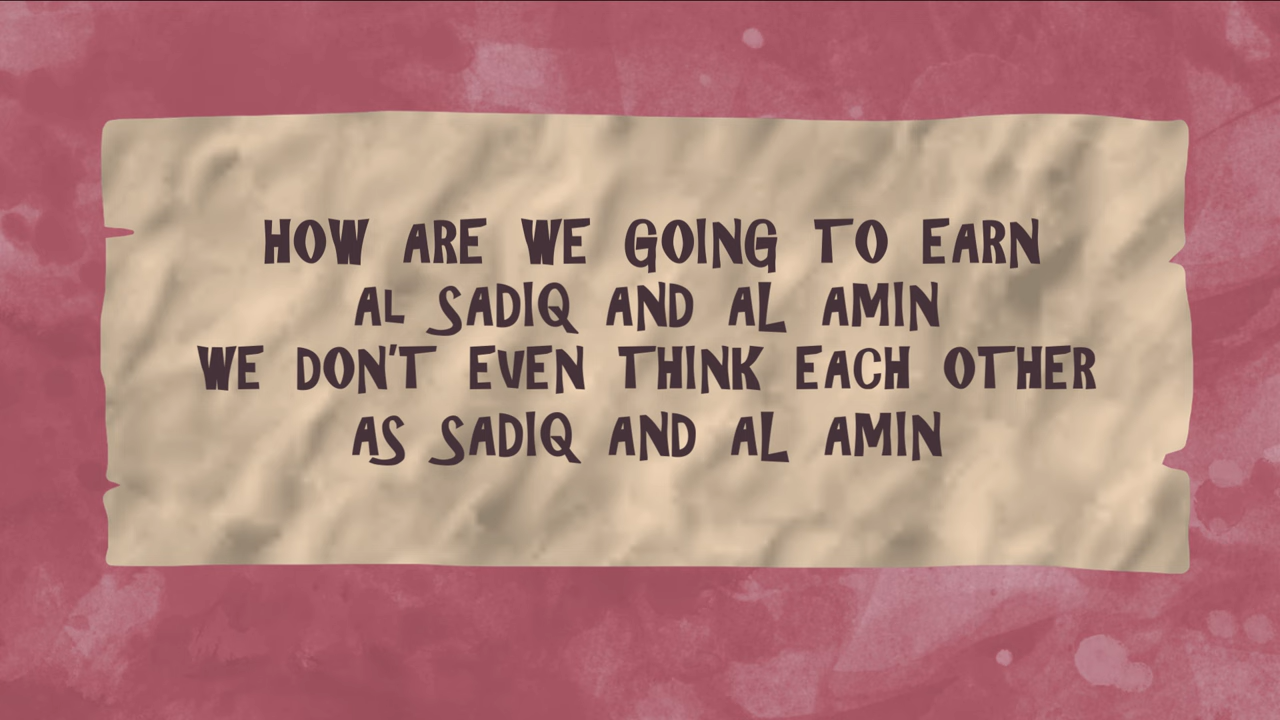 HOW ARE WE GOING TO EARN
AL SADIQ AND AL AMIN
WE DON'T EVEN THINK EACH OTHER
AS SADIQ AND AL AMIN